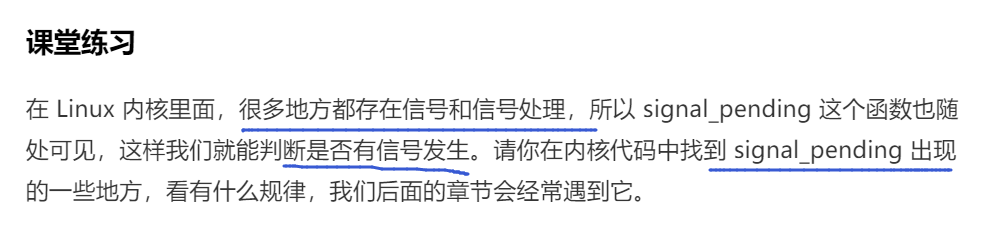 课堂练习
在 Linux 内核里面，很多地方都存在信号和信号处理，所以 signal_pending 这个函数也随
处可见，这样我们就能判断是否有信号发生。请你在内核代码中找到 signal_pending 出现
的一些地方，看有什么规律，我们后面的章节会经常遇到它。